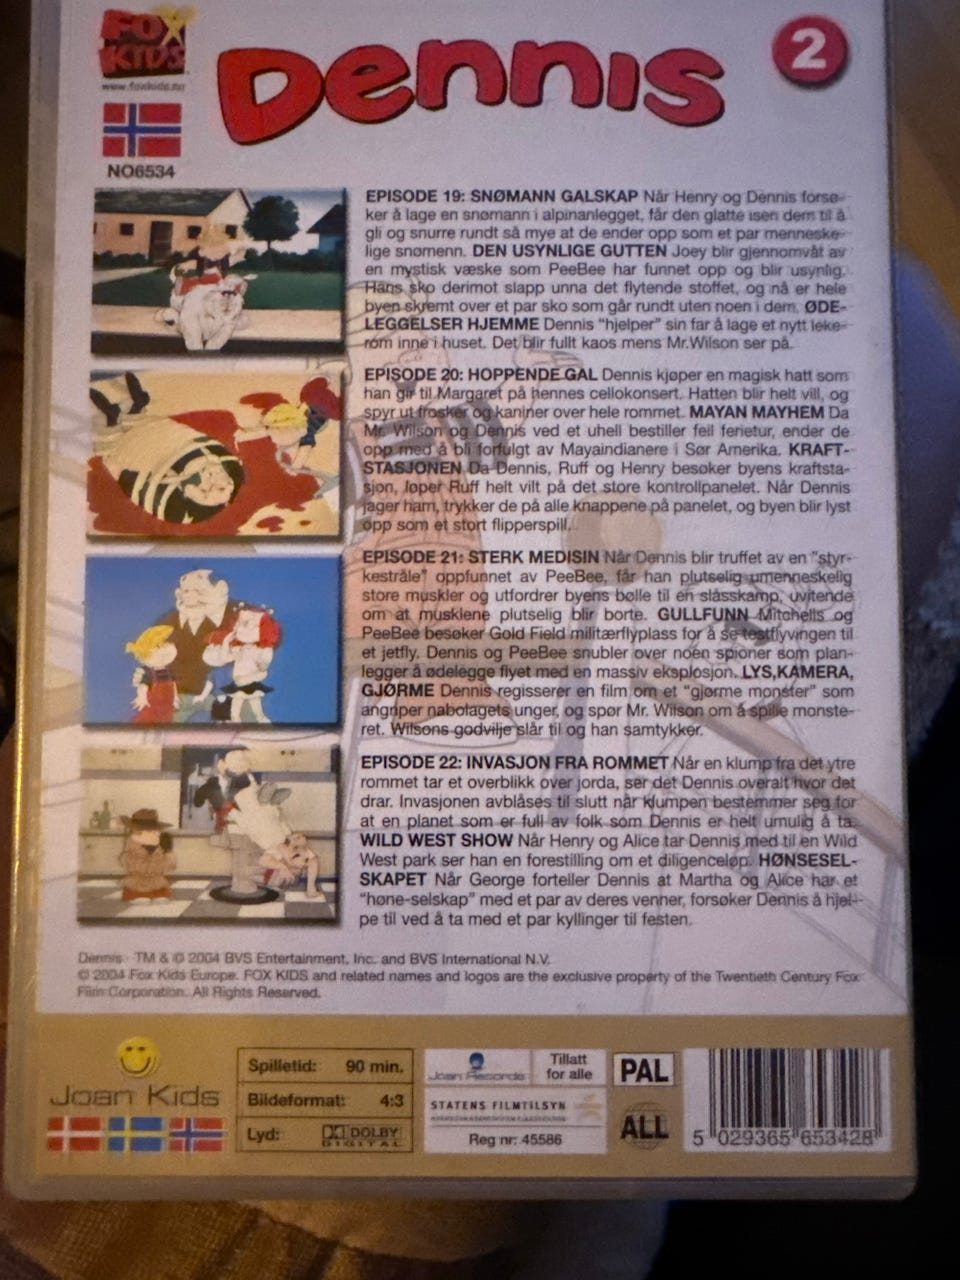 FOX
KIDS
www.foxkids.no
Dennis
2
NO6534
EPISODE 19: SNØMANN GALSKAP Når Henry og Dennis forsø-
ker å lage en snømann i alpinanlegget, får den glatte isen dem til å
gli og snurre rundt så mye at de ender opp som et par menneske-
lige snømenn. DEN USYNLIGE GUTTEN Joey blir gjennomvåt av
en mystisk væske som PeeBee har funnet opp og blir usynlig.
Hans sko derimot slapp unna det flytende stoffet, og nå er hele
byen skremt over et par sko som går rundt uten noen i dem. ØDE-
LEGGELSER HJEMME Dennis "hjelper" sin far å lage et nytt leke-
rom inne i huset. Det blir fullt kaos mens Mr.Wilson ser på.
EPISODE 20: HOPPENDE GAL Dennis kjøper en magisk hatt som
han gir til Margaret på hennes cellokonsert. Hatten blir helt vill, og
spyr ut frosker og kaniner over hele rommet. MAYAN MAYHEM Da
Mr. Wilson og Dennis ved et uhell bestiller feil ferietur, ender de
opp med å bli forfulgt av Mayaindianere i Sør Amerika. KRAFT-
STASJONEN Da Dennis, Ruff og Henry besøker byens kraftsta-
sjon, løper Ruff helt vilt på det store kontrollpanelet. Når Dennis
jager ham, trykker de på alle knappene på panelet, og byen blir lyst
opp som et stort flipperspill.
EPISODE 21: STERK MEDISIN Når Dennis blir truffet av en "styr-
kestråle" oppfunnet av PeeBee, får han plutselig umenneskelig
store muskler og utfordrer byens bølle til en slåsskamp, uvitende
om at musklene plutselig blir borte. GULLFUNN Mitchells og
PeeBee besøker Gold Field militærflyplass for å se testflyvingen til
et jetfly. Dennis og PeeBee snubler over noen spioner som plan-
legger å ødelegge flyet med en massiv eksplosjon. LYS,KAMERA,
GJØRME Dennis regisserer en film om et "gjørme monster" som
angriper nabolagets unger, og spør Mr. Wilson om å spille monste-
ret. Wilsons godvilje slår til og han samtykker.
EPISODE 22: INVASJON FRA ROMMET Når en klump fra det ytre
rommet tar et overblikk over jorda, ser det Dennis overalt hvor det
drar. Invasjonen avblåses til slutt når klumpen bestemmer seg for
at en planet som er full av folk som Dennis er helt umulig å ta.
WILD WEST SHOW Når Henry og Alice tar Dennis med til en Wild
West park ser han en forestilling om et diligenceløp. HØNSESEL-
SKAPET Når George forteller Dennis at Martha og Alice har et
"høne-selskap" med et par av deres venner, forsøker Dennis å hjel-
pe til ved å ta med et par kyllinger til festen.
Dennis TM & © 2004 BVS Entertainment, Inc. and BVS International N.V.
© 2004 Fox Kids Europe. FOX KIDS and related names and logos are the exclusive property of the Twentieth Century Fox
Film Corporation. All Rights Reserved.
Joan Kids
Spilletid: 90 min.
Bildeformat: 4:3
Lyd: DOLBY
DIGITAL
Joan Records
Tillatt
for alle
STATENS FILMTILSYN
Reg nr: 45586
PAL
ALL
5 029365 653428